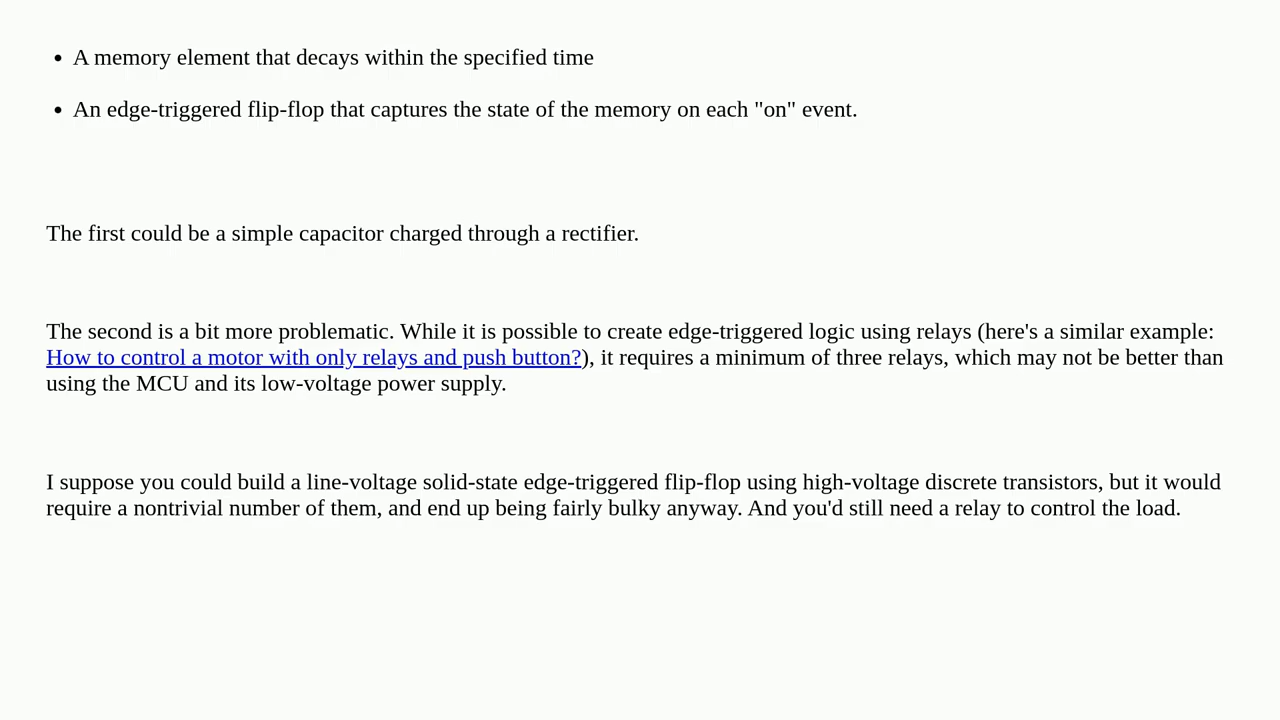 • A memory element that decays within the specified time
• An edge-triggered flip-flop that captures the state of the memory on each "on" event.
The first could be a simple capacitor charged through a rectifier.
The second is a bit more problematic. While it is possible to create edge-triggered logic using relays (here's a similar example:
How to control a motor with only relays and push button?), it requires a minimum of three relays, which may not be better than
using the MCU and its low-voltage power supply.
I suppose you could build a line-voltage solid-state edge-triggered flip-flop using high-voltage discrete transistors, but it would
require a nontrivial number of them, and end up being fairly bulky anyway. And you'd still need a relay to control the load.